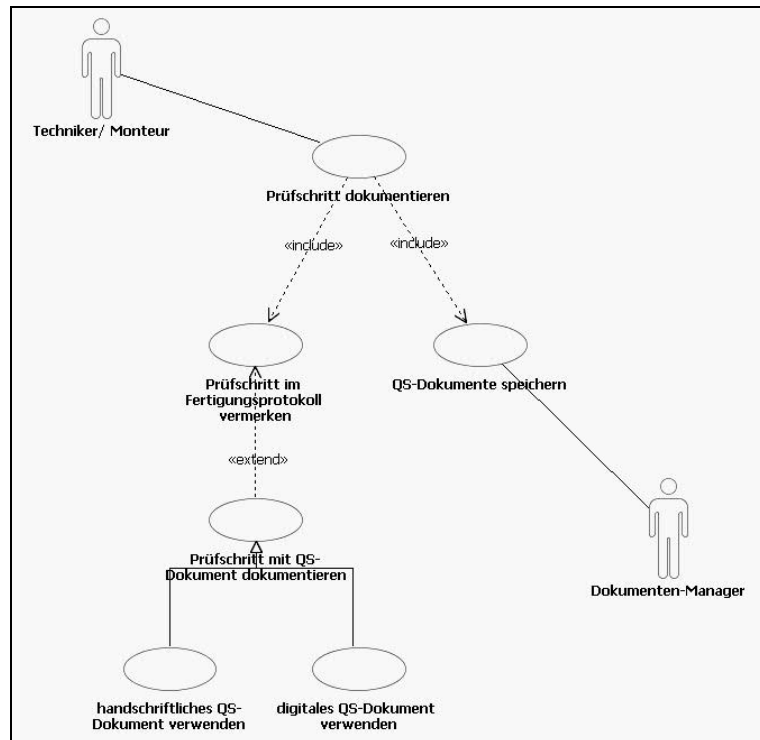 Techniker/ Monteur
Prüfschritt dokumentieren
«include»
«include»
Prüfschritt im
Fertigungsprotokoll
vermerken
QS-Dokumente speichern
«extend»
Prüfschritt mit QS-
Dokument dokumentieren
Dokumenten-Manager
handschriftliches QS-
Dokument verwenden
digitales QS-Dokument
verwenden